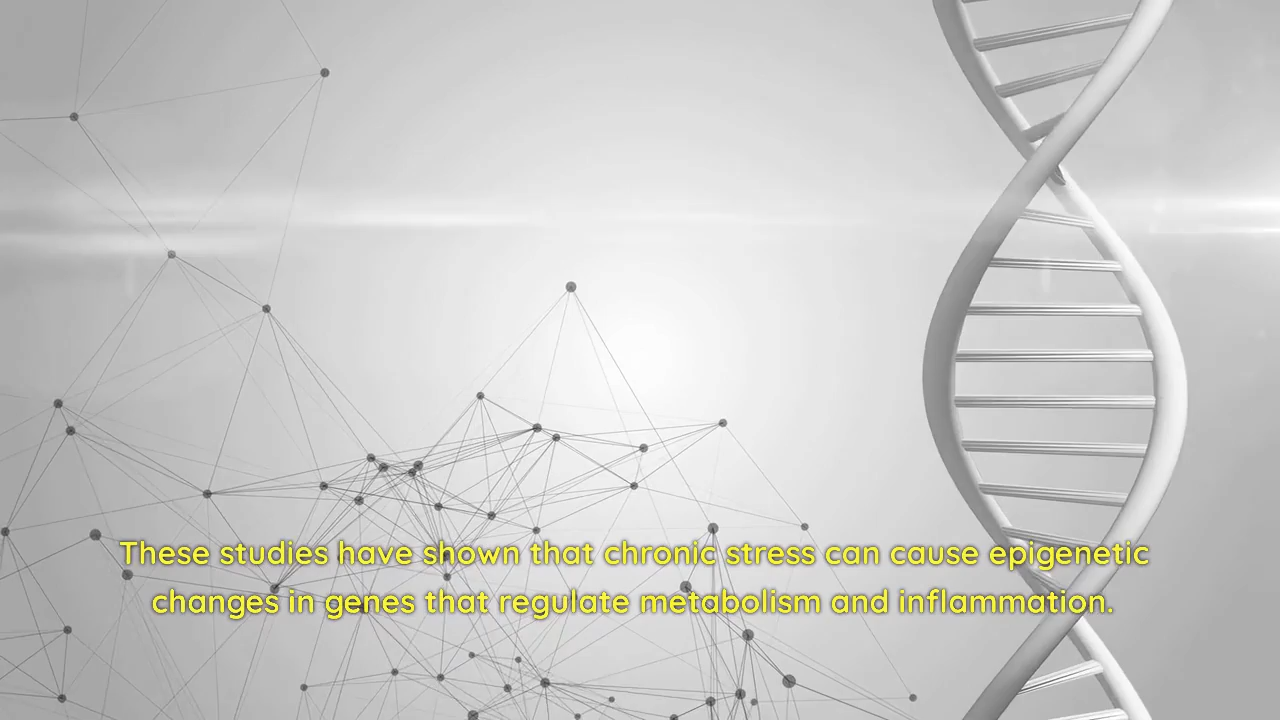 These studies have shown that chronic stress can cause epigenetic
changes in genes that regulate metabolism and inflammation.